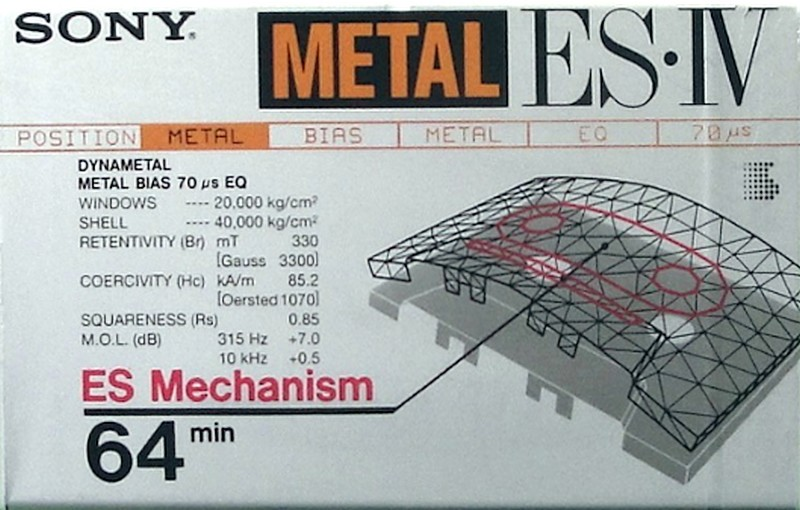 SONY®
METAL ES·IV
POSITION METAL BIAS METAL EQ 70 µs
DYNAMETAL
METAL BIAS 70 µs EQ
WINDOWS ---- 20,000 kg/cm²
SHELL ---- 40,000 kg/cm²
RETENTIVITY (Br) mT 330
[Gauss 3300]
COERCIVITY (Hc) kA/m 85.2
[Oersted 1070]
SQUARENESS (Rs) 0.85
M.O.L. (dB) 315 Hz +7.0
10 kHz +0.5
ES Mechanism
64 min